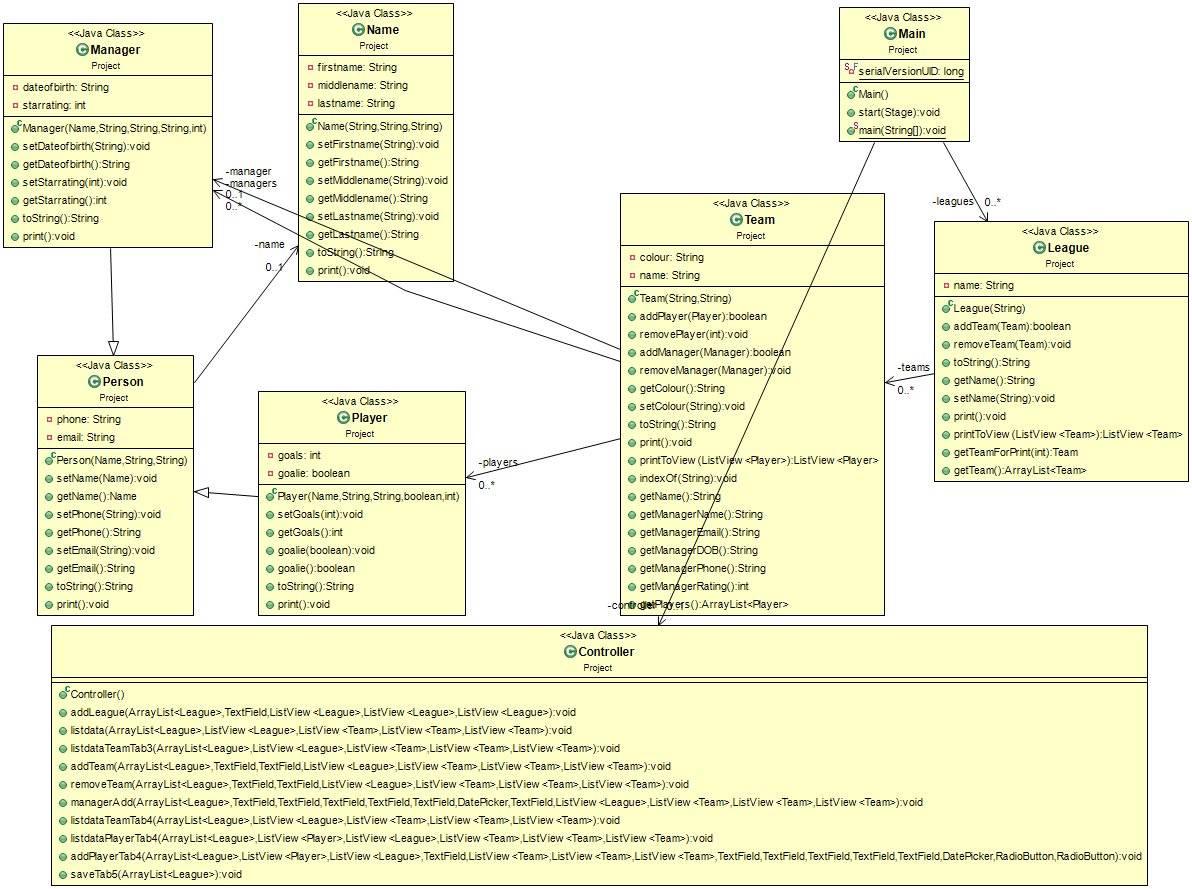 <<Java Class>>
Manager
Project
dateofbirth: String
starrating: int
Manager(Name,String,String,String,int)
setDateofbirth(String):void
getDateofbirth():String
setStarrating(int):void
getStarrating():int
toString():String
print():void
<<Java Class>>
Name
Project
firstname: String
middlename: String
lastname: String
Name(String,String,String)
setFirstname(String):void
getFirstname():String
setMiddlename(String):void
getMiddlename():String
setLastname(String):void
getLastname():String
toString():String
print():void
<<Java Class>>
Main
Project
serialVersionUID: long
Main()
start(Stage):void
main(String[]):void
-manager
-managers
0..1
0..*
-name
0..1
<<Java Class>>
Team
Project
colour: String
name: String
Team(String,String)
addPlayer(Player):boolean
removePlayer(int):void
addManager(Manager):boolean
removeManager(Manager):void
getColour():String
setColour(String):void
toString():String
print():void
printToView (ListView <Player>):ListView <Player>
indexOf(String):void
getName():String
getManagerName():String
getManagerEmail():String
getManagerDOB():String
getManagerPhone():String
getManagerRating():int
getPlayers():ArrayList<Player>
-leagues 0..*
<<Java Class>>
League
Project
name: String
League(String)
addTeam(Team):boolean
removeTeam(Team):void
toString():String
getName():String
setName(String):void
print():void
printToView (ListView <Team>):ListView <Team>
getTeamForPrint(int):Team
getTeam():ArrayList<Team>
-teams
0..*
<<Java Class>>
Person
Project
phone: String
email: String
Person(Name,String,String)
setName(Name):void
getName():Name
setPhone(String):void
getPhone():String
setEmail(String):void
getEmail():String
toString():String
print():void
<<Java Class>>
Player
Project
goals: int
goalie: boolean
Player(Name,String,String,boolean,int)
setGoals(int):void
getGoals():int
goalie(boolean):void
goalie():boolean
toString():String
print():void
-players
0..*
-controller 0..1
<<Java Class>>
Controller
Project
Controller()
addLeague(ArrayList<League>,TextField,ListView <League>,ListView <League>,ListView <League>):void
listdata(ArrayList<League>,ListView <League>,ListView <Team>,ListView <Team>,ListView <Team>):void
listdataTeamTab3(ArrayList<League>,ListView <League>,ListView <Team>,ListView <Team>,ListView <Team>):void
addTeam(ArrayList<League>,TextField,TextField,ListView <League>,ListView <Team>,ListView <Team>,ListView <Team>):void
removeTeam(ArrayList<League>,TextField,TextField,ListView <League>,ListView <Team>,ListView <Team>,ListView <Team>):void
managerAdd(ArrayList<League>,TextField,TextField,TextField,TextField,TextField,DatePicker,TextField,ListView <League>,ListView <Team>,ListView <Team>,ListView <Team>):void
listdataTeamTab4(ArrayList<League>,ListView <League>,ListView <Team>,ListView <Team>,ListView <Team>):void
listdataPlayerTab4(ArrayList<League>,ListView <Player>,ListView <League>,ListView <Team>,ListView <Team>,ListView <Team>):void
addPlayerTab4(ArrayList<League>,ListView <Player>,ListView <League>,TextField,ListView <Team>,ListView <Team>,ListView <Team>,TextField,TextField,TextField,TextField,TextField,DatePicker,RadioButton,RadioButton):void
saveTab5(ArrayList<League>):void